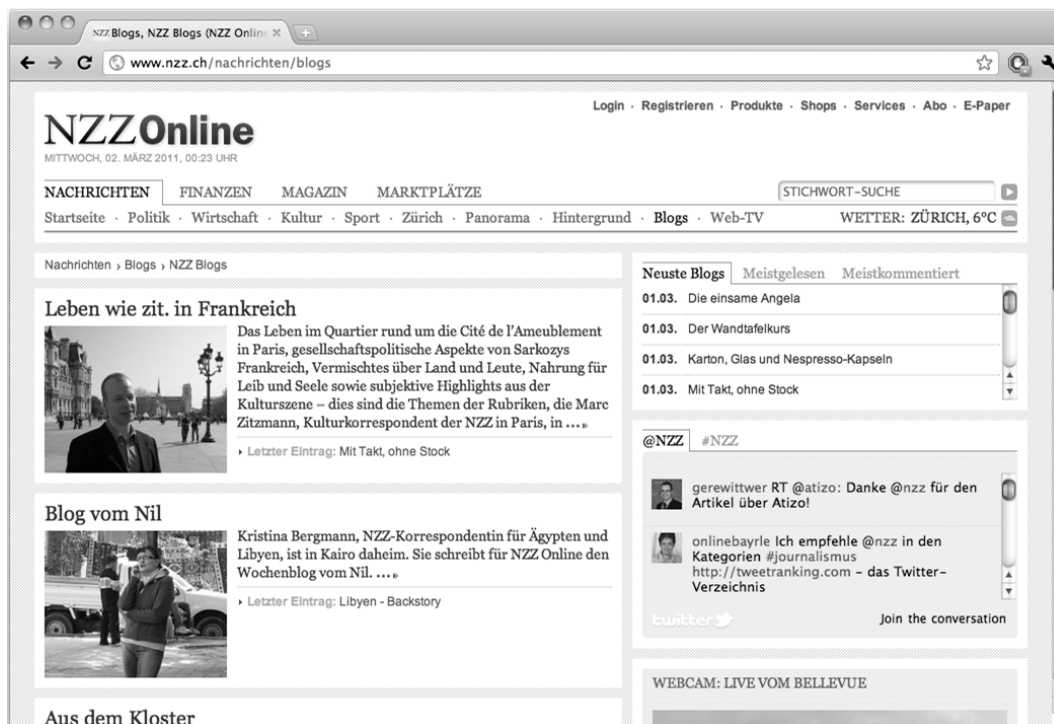 NZZ Blogs, NZZ Blogs (NZZ Online
www.nzz.ch/nachrichten/blogs
Login · Registrieren · Produkte · Shops · Services · Abo · E-Paper
NZZOnline
MITTWOCH, 02. MÄRZ 2011, 00:23 UHR
NACHRICHTEN FINANZEN MAGAZIN MARKTPLÄTZE STICHWORT-SUCHE
Startseite · Politik · Wirtschaft · Kultur · Sport · Zürich · Panorama · Hintergrund · Blogs · Web-TV WETTER: ZÜRICH, 6°C
Nachrichten › Blogs › NZZ Blogs
Leben wie zit. in Frankreich
Das Leben im Quartier rund um die Cité de l'Ameublement
in Paris, gesellschaftspolitische Aspekte von Sarkozys
Frankreich, Vermischtes über Land und Leute, Nahrung für
Leib und Seele sowie subjektive Highlights aus der
Kulturszene – dies sind die Themen der Rubriken, die Marc
Zitzmann, Kulturkorrespondent der NZZ in Paris, in ...»
› Letzter Eintrag: Mit Takt, ohne Stock
Blog vom Nil
Kristina Bergmann, NZZ-Korrespondentin für Ägypten und
Libyen, ist in Kairo daheim. Sie schreibt für NZZ Online den
Wochenblog vom Nil. ...»
› Letzter Eintrag: Libyen - Backstory
Aus dem Kloster
Neuste Blogs Meistgelesen Meistkommentiert
01.03. Die einsame Angela
01.03. Der Wandtafelkurs
01.03. Karton, Glas und Nespresso-Kapseln
01.03. Mit Takt, ohne Stock
@NZZ #NZZ
gerewittwer RT @atizo: Danke @nzz für den
Artikel über Atizo!
onlinebayrle Ich empfehle @nzz in den
Kategorien #journalismus
http://tweetranking.com – das Twitter-
Verzeichnis
twitter Join the conversation
WEBCAM: LIVE VOM BELLEVUE